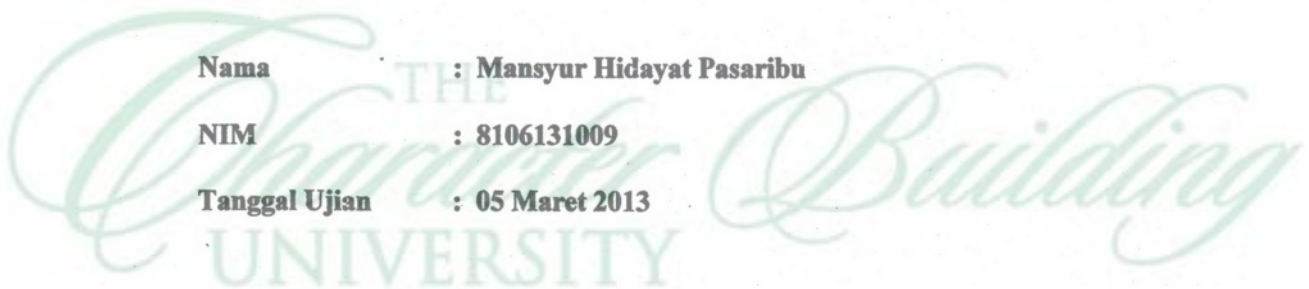 Nama : Mansyur Hidayat Pasaribu
THE
NIM : 8106131009
Character Building
Tanggal Ujian : 05 Maret 2013
UNIVERSITY